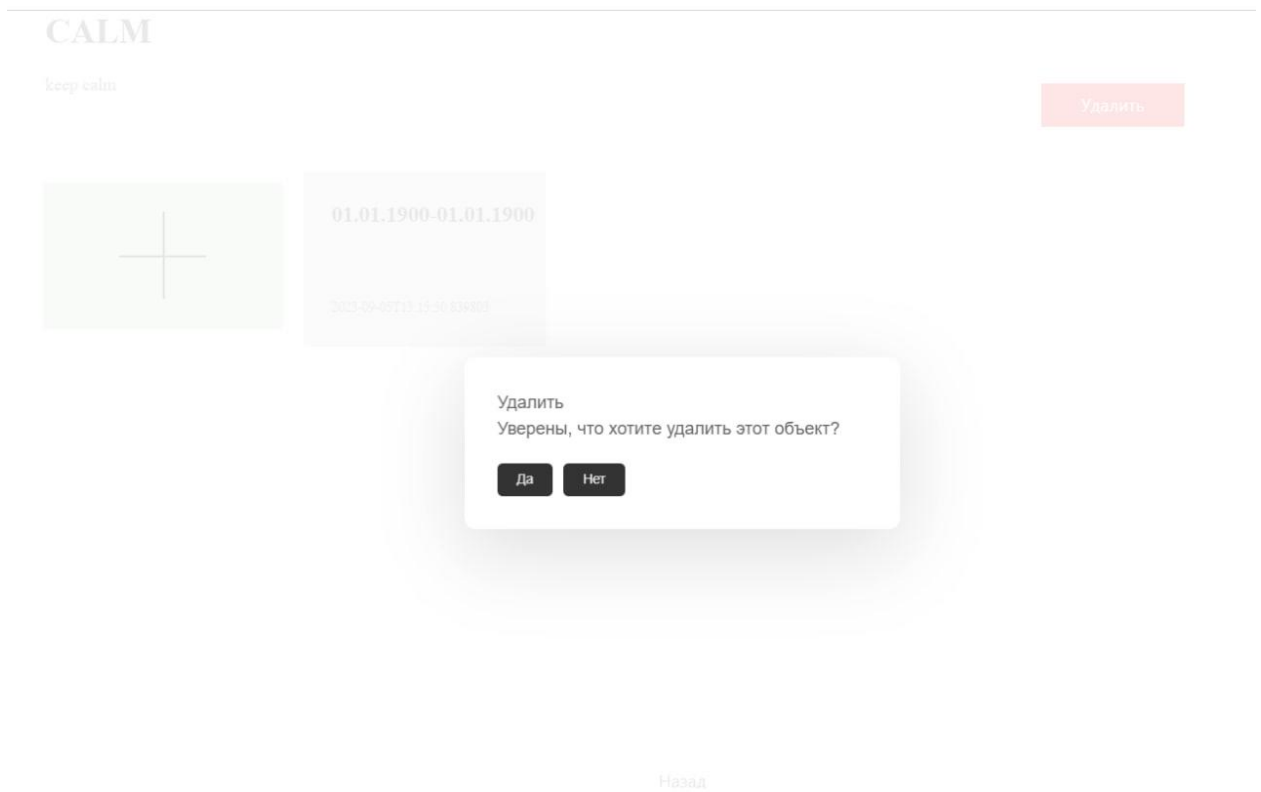 CALM
keep calm
Удалить
01.01.1900-01.01.1900
Удалить
Уверены, что хотите удалить этот объект?
Да Нет
Назад